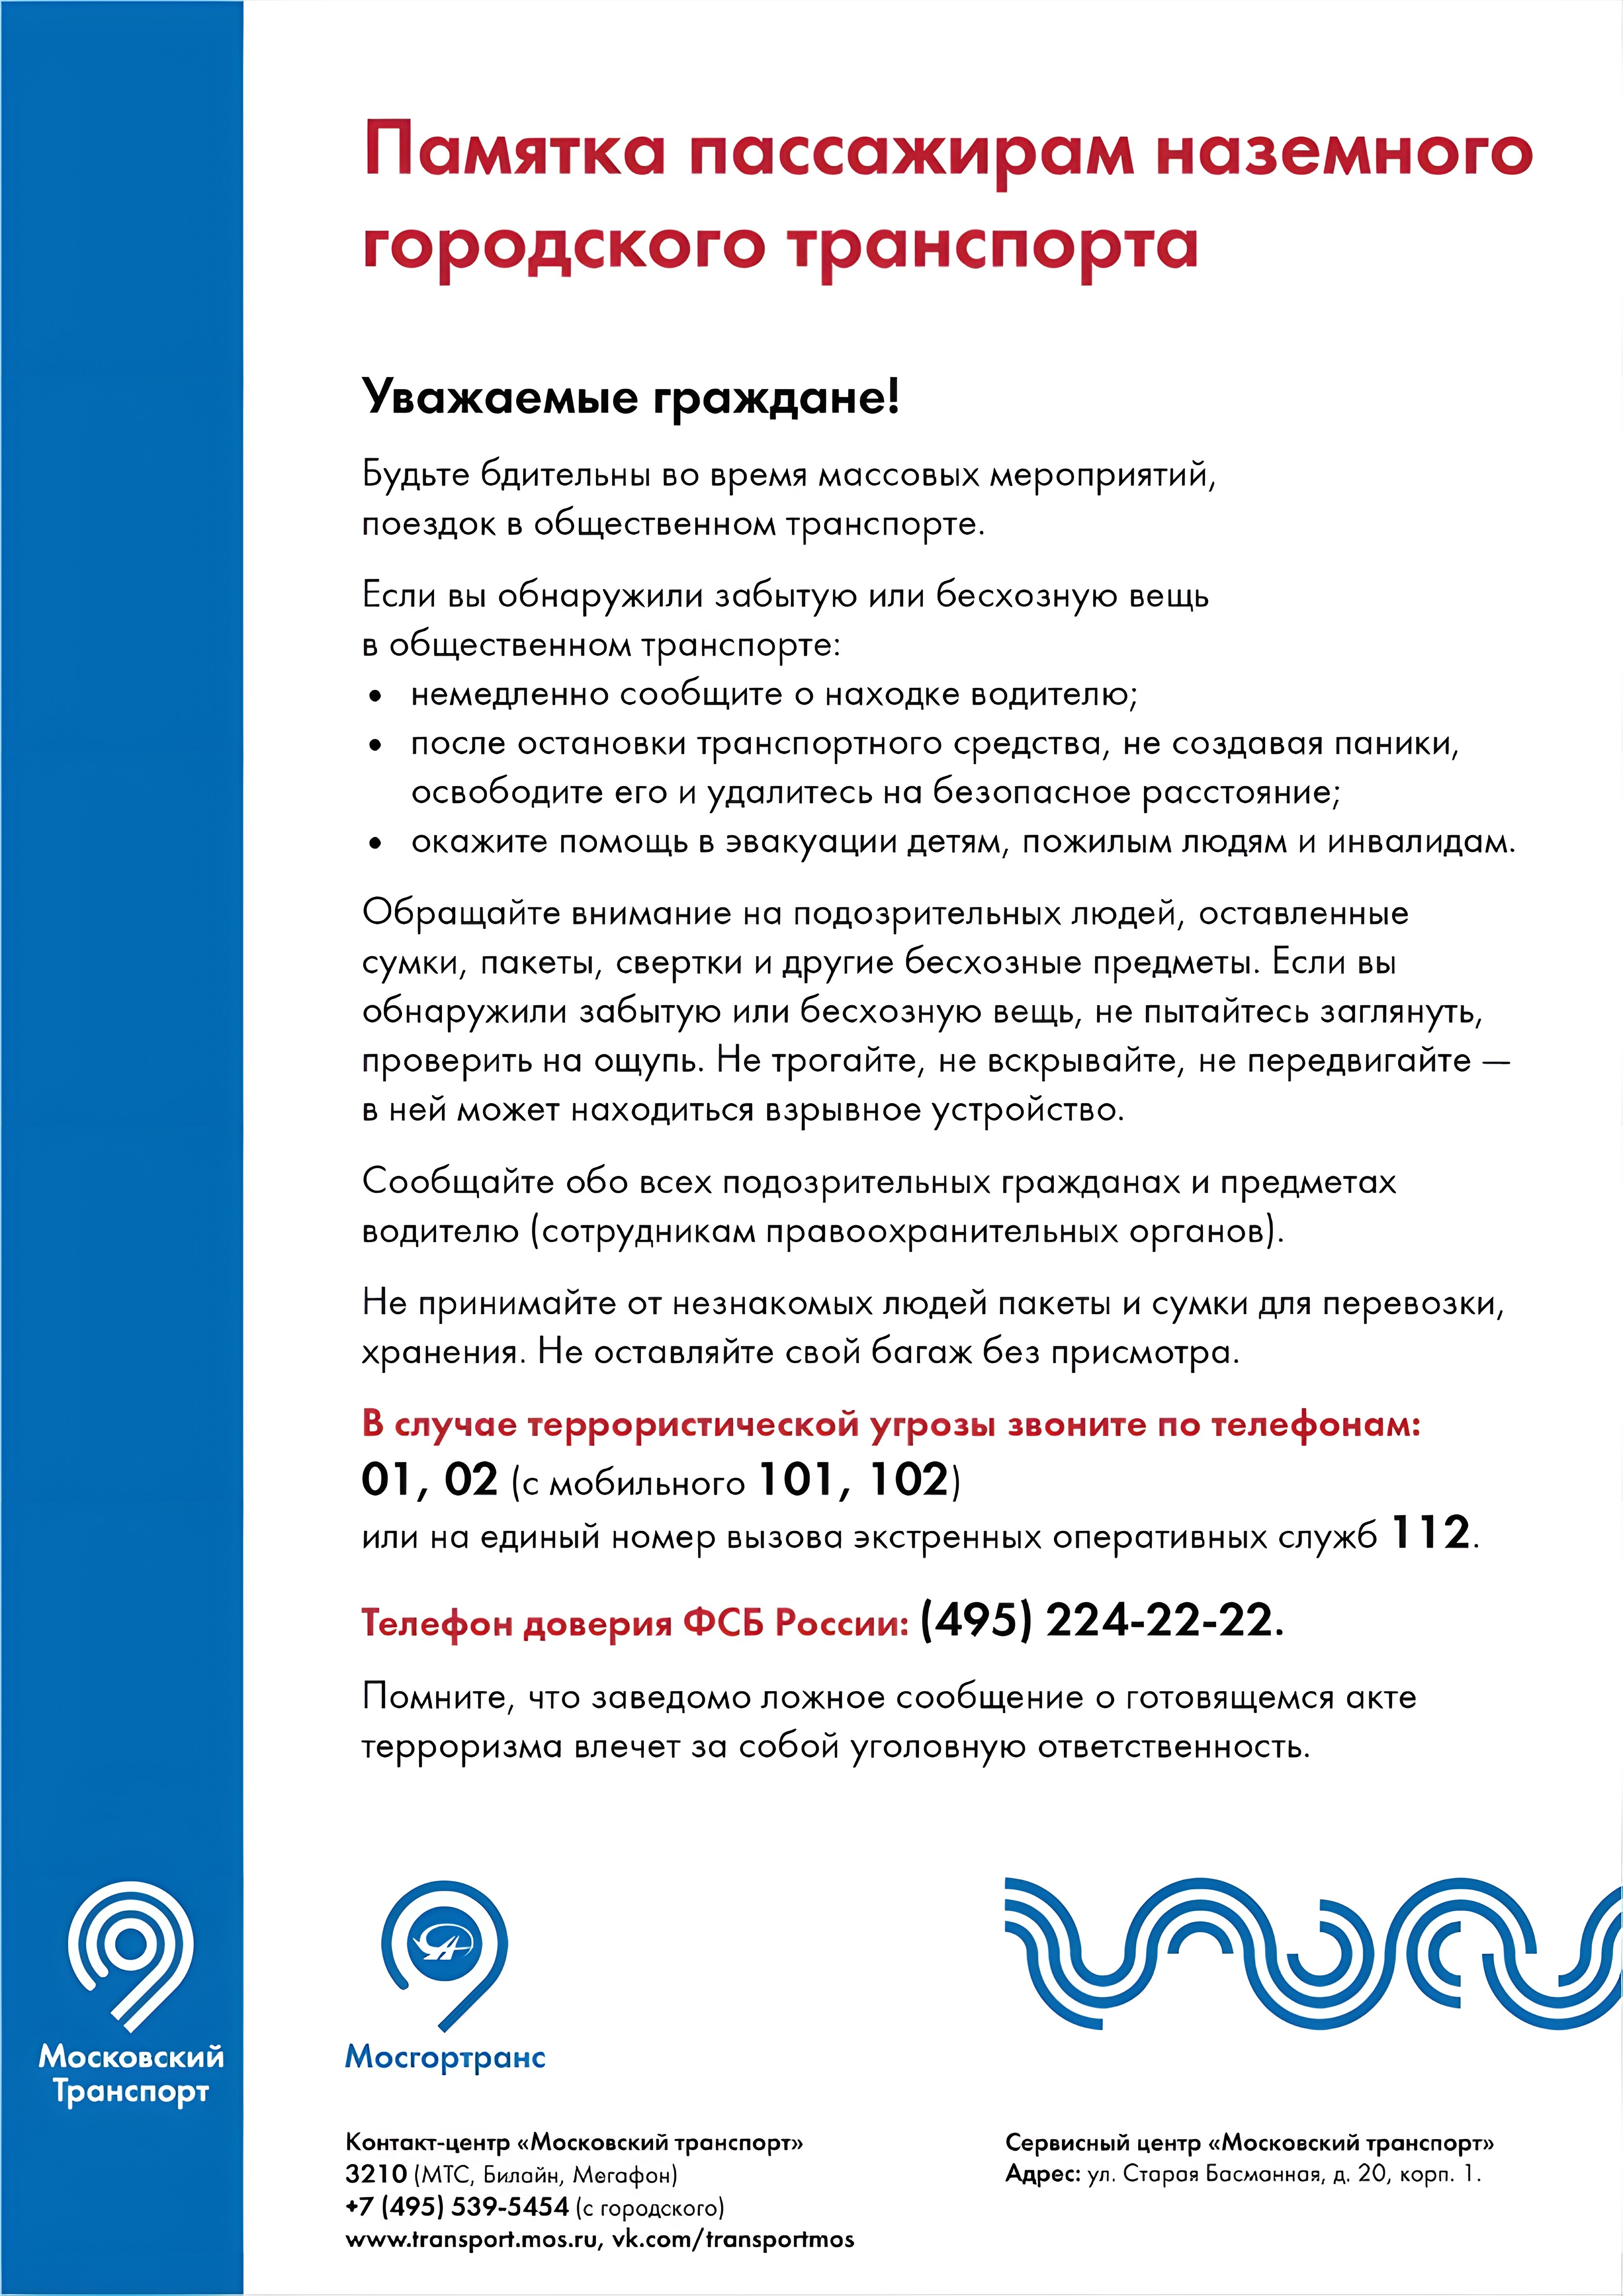 Памятка пассажирам наземного
городского транспорта
Уважаемые граждане!
Будьте бдительны во время массовых мероприятий,
поездок в общественном транспорте.
Если вы обнаружили забытую или бесхозную вещь
в общественном транспорте:
• немедленно сообщите о находке водителю;
• после остановки транспортного средства, не создавая паники,
освободите его и удалитесь на безопасное расстояние;
• окажите помощь в эвакуации детям, пожилым людям и инвалидам.
Обращайте внимание на подозрительных людей, оставленные
сумки, пакеты, свертки и другие бесхозные предметы. Если вы
обнаружили забытую или бесхозную вещь, не пытайтесь заглянуть,
проверить на ощупь. Не трогайте, не вскрывайте, не передвигайте —
в ней может находиться взрывное устройство.
Сообщайте обо всех подозрительных гражданах и предметах
водителю (сотрудникам правоохранительных органов).
Не принимайте от незнакомых людей пакеты и сумки для перевозки,
хранения. Не оставляйте свой багаж без присмотра.
В случае террористической угрозы звоните по телефонам:
01, 02 (с мобильного 101, 102)
или на единый номер вызова экстренных оперативных служб 112.
Телефон доверия ФСБ России: (495) 224-22-22.
Помните, что заведомо ложное сообщение о готовящемся акте
терроризма влечет за собой уголовную ответственность.
Московский
Транспорт
Мосгортранс
Контакт-центр «Московский транспорт»
3210 (МТС, Билайн, Мегафон)
+7 (495) 539-5454 (с городского)
www.transport.mos.ru, vk.com/transportmos
Сервисный центр «Московский транспорт»
Адрес: ул. Старая Басманная, д. 20, корп. 1.